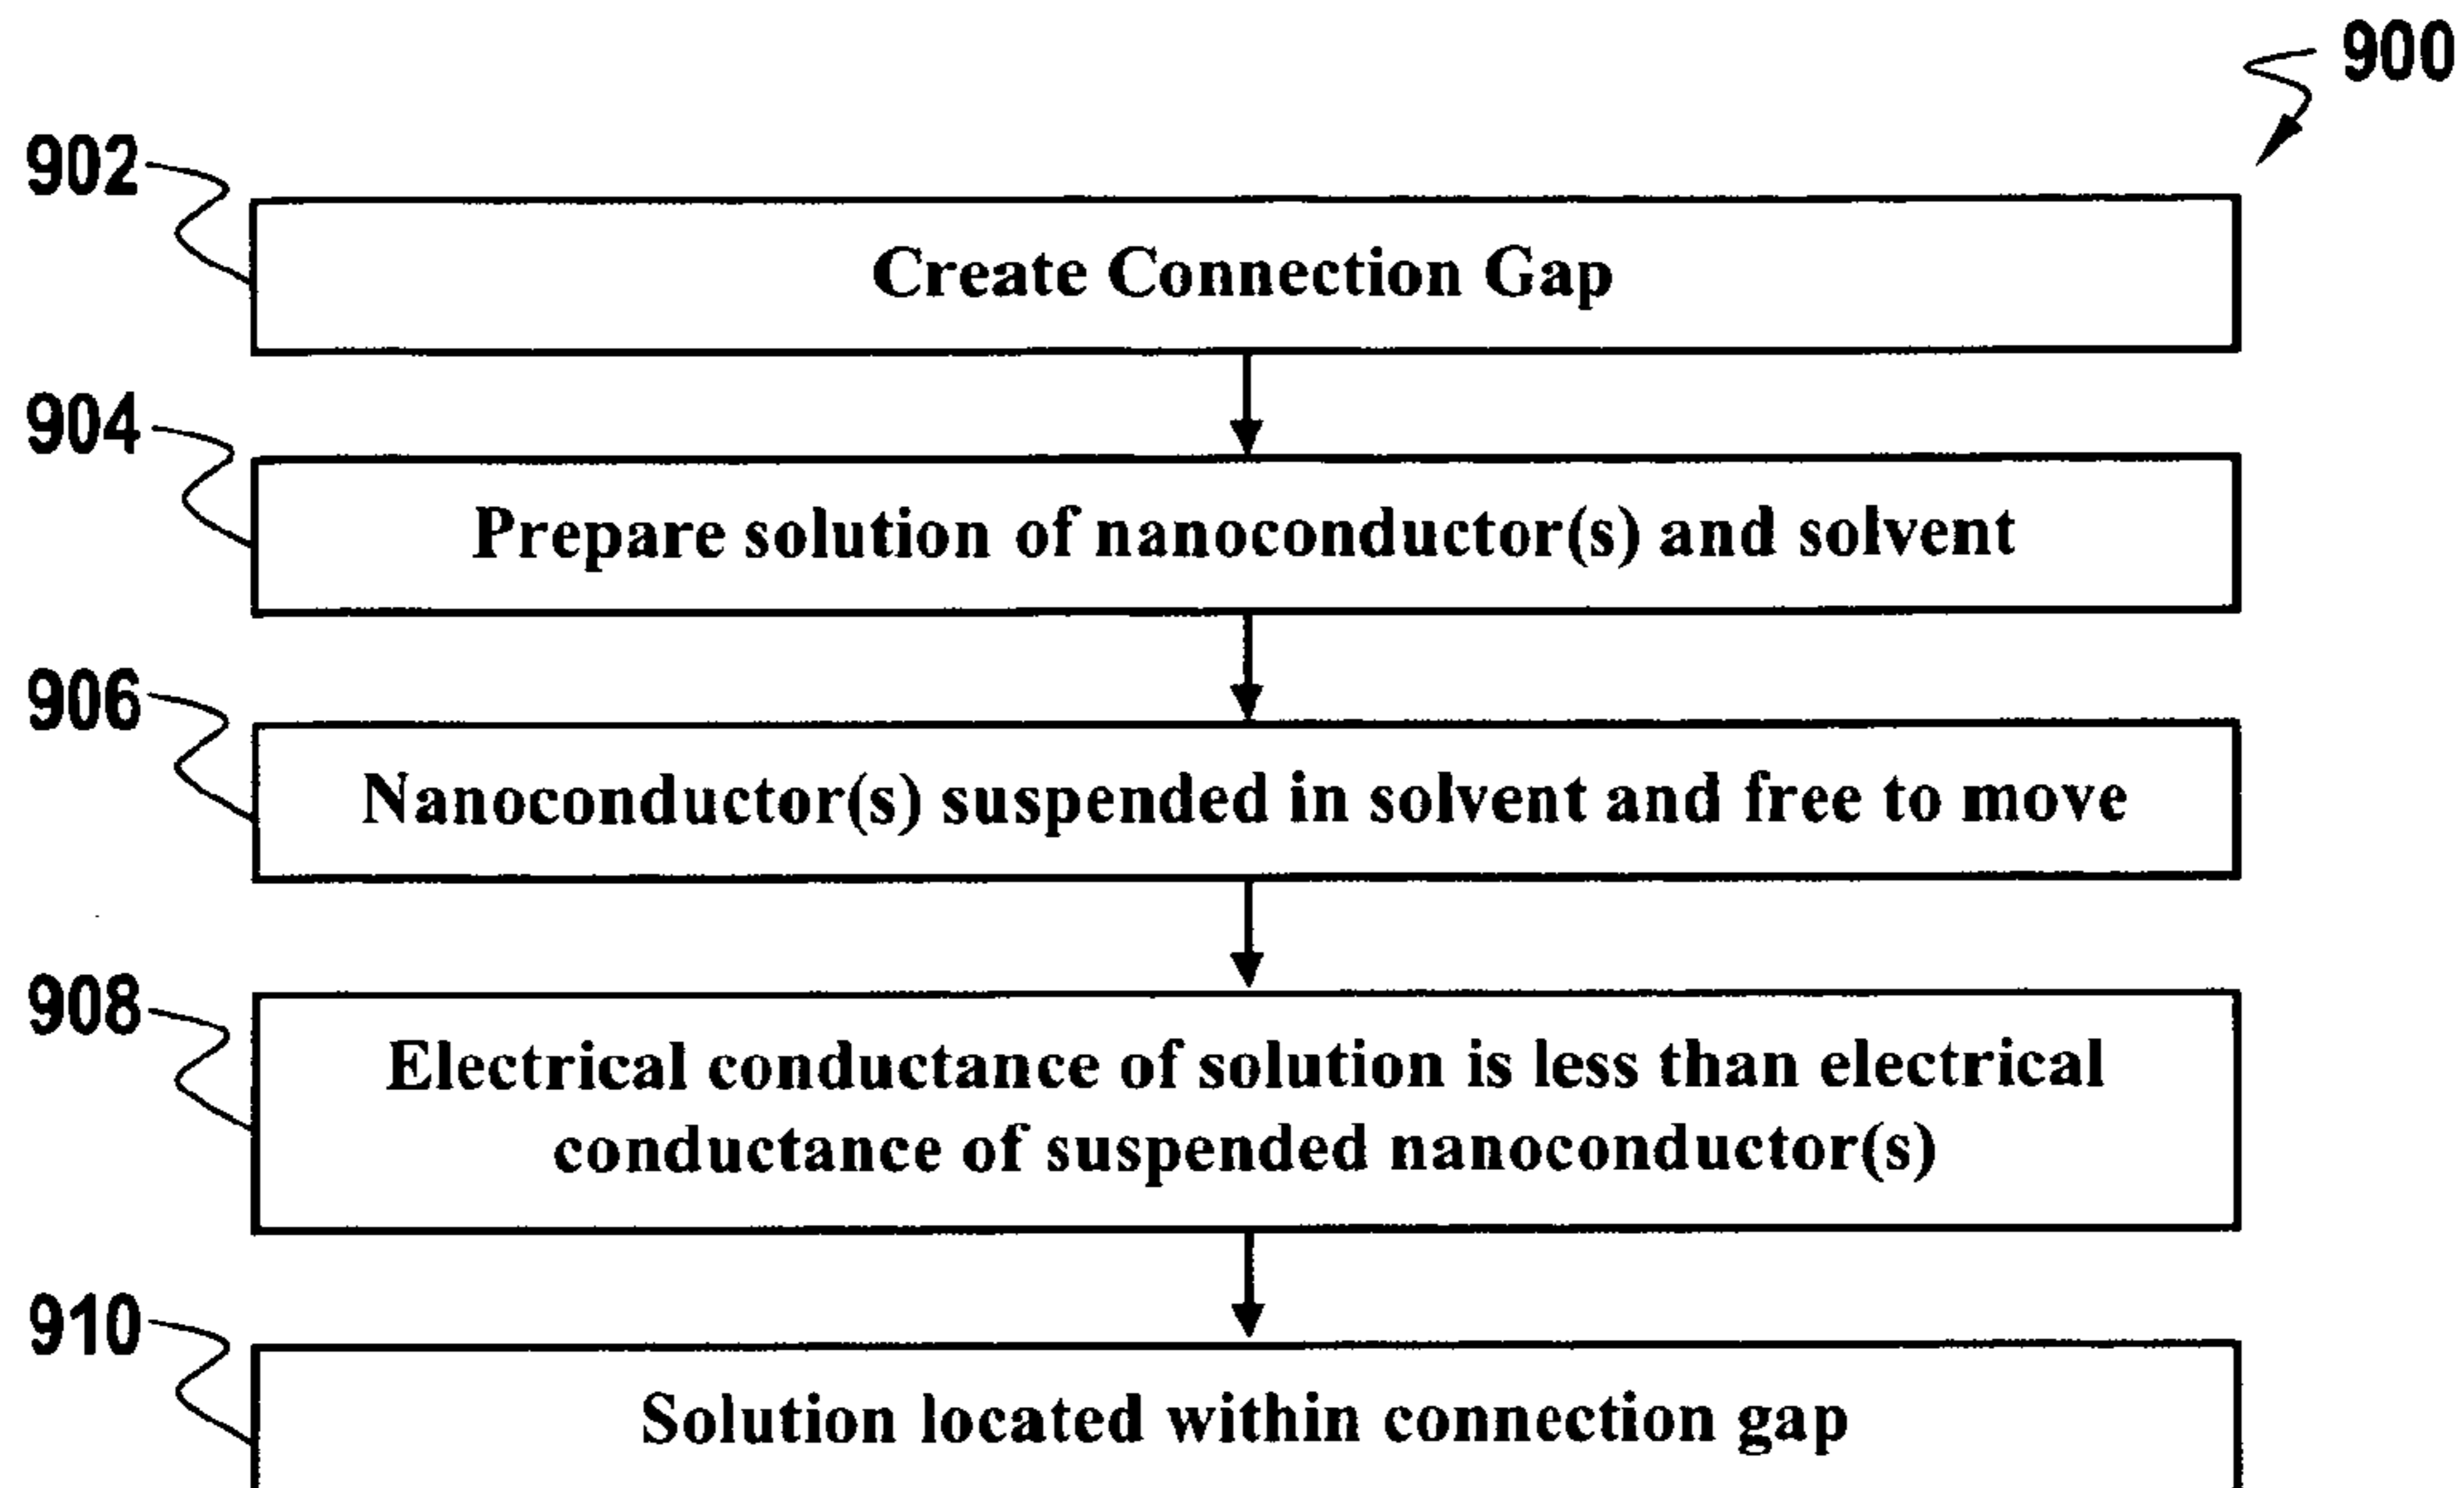 900
902
Create Connection Gap
904
Prepare solution of nanoconductor(s) and solvent
906
Nanoconductor(s) suspended in solvent and free to move
908
Electrical conductance of solution is less than electrical
conductance of suspended nanoconductor(s)
910
Solution located within connection gap